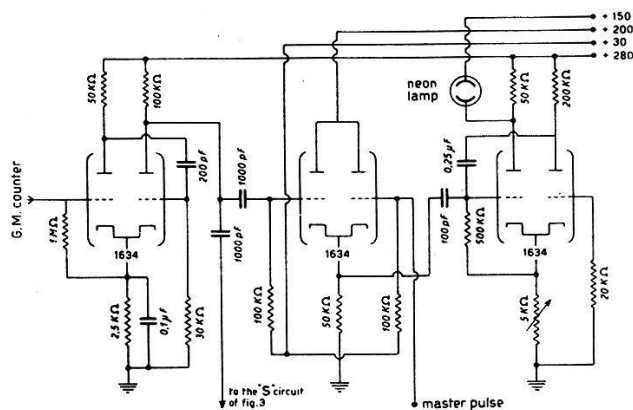 + 150
+ 200
+ 30
+ 280
neon
lamp
50 KΩ
100 KΩ
50 KΩ
200 KΩ
200 pF
1000 pF
0,25 µF
G.M. counter
1 MΩ
1000 pF
100 pF
500 KΩ
1634
1634
1634
2,5 KΩ
0,1 µF
30 KΩ
100 KΩ
50 KΩ
100 KΩ
5 KΩ
20 KΩ
to the "S" circuit
of fig.3
master pulse